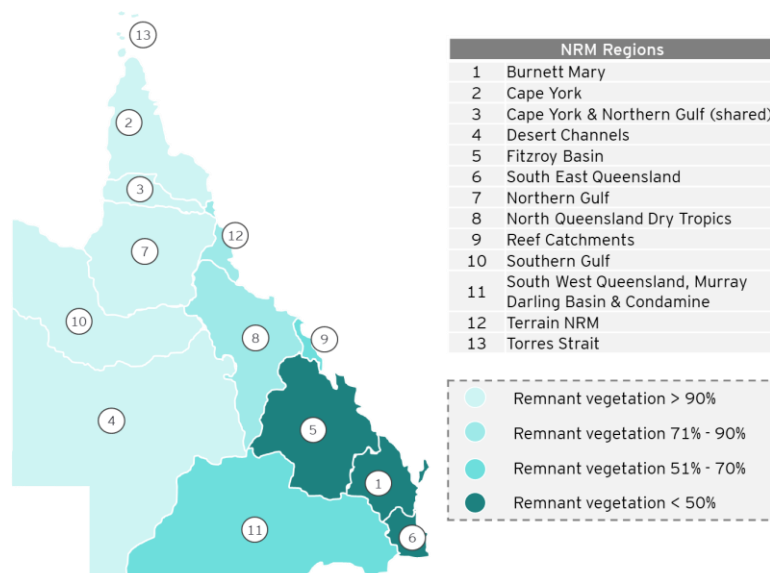 13
2
3
12
7
10
9
8
4
5
1
11
6
NRM Regions
1 Burnett Mary
2 Cape York
3 Cape York & Northern Gulf (shared)
4 Desert Channels
5 Fitzroy Basin
6 South East Queensland
7 Northern Gulf
8 North Queensland Dry Tropics
9 Reef Catchments
10 Southern Gulf
11 South West Queensland, Murray
Darling Basin & Condamine
12 Terrain NRM
13 Torres Strait
Remnant vegetation > 90%
Remnant vegetation 71% - 90%
Remnant vegetation 51% - 70%
Remnant vegetation < 50%